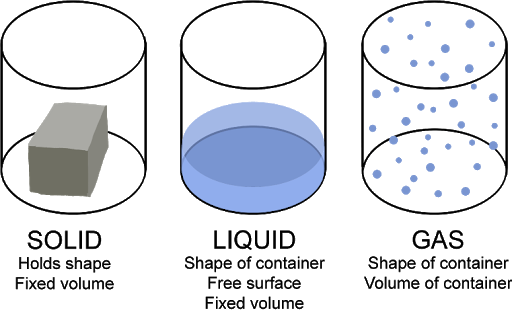 SOLID
Holds shape
Fixed volume
LIQUID
Shape of container
Free surface
Fixed volume
GAS
Shape of container
Volume of container